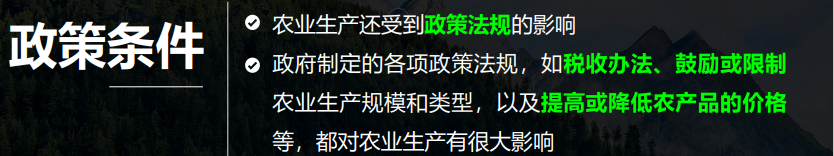 政策条件
农业生产还受到政策法规的影响
政府制定的各项政策法规，如税收办法、鼓励或限制
农业生产规模和类型，以及提高或降低农产品的价格
等，都对农业生产有很大影响